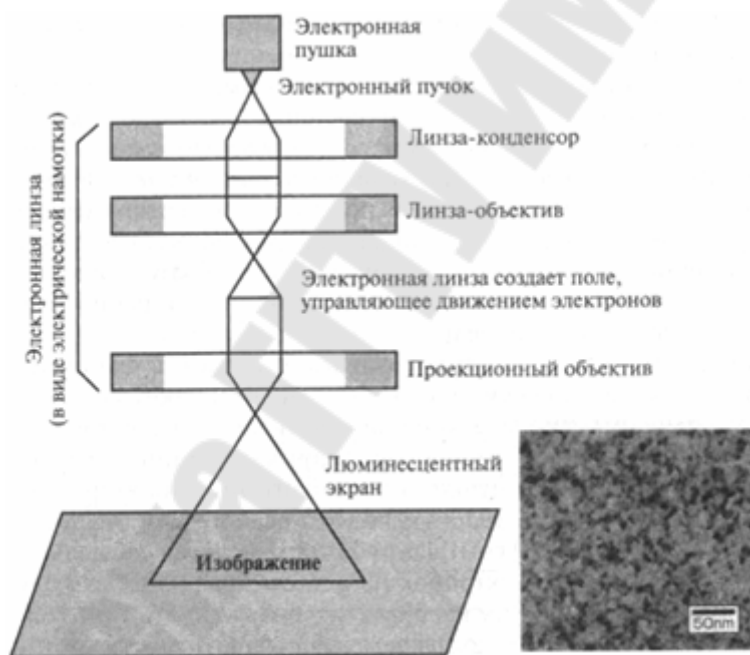 Электронная
пушка
Электронный пучок
Линза-конденсор
Линза-объектив
Электронная линза
(в виде электрической намотки)
Электронная линза создает поле,
управляющее движением электронов
Проекционный объектив
Люминесцентный
экран
Изображение
50nm